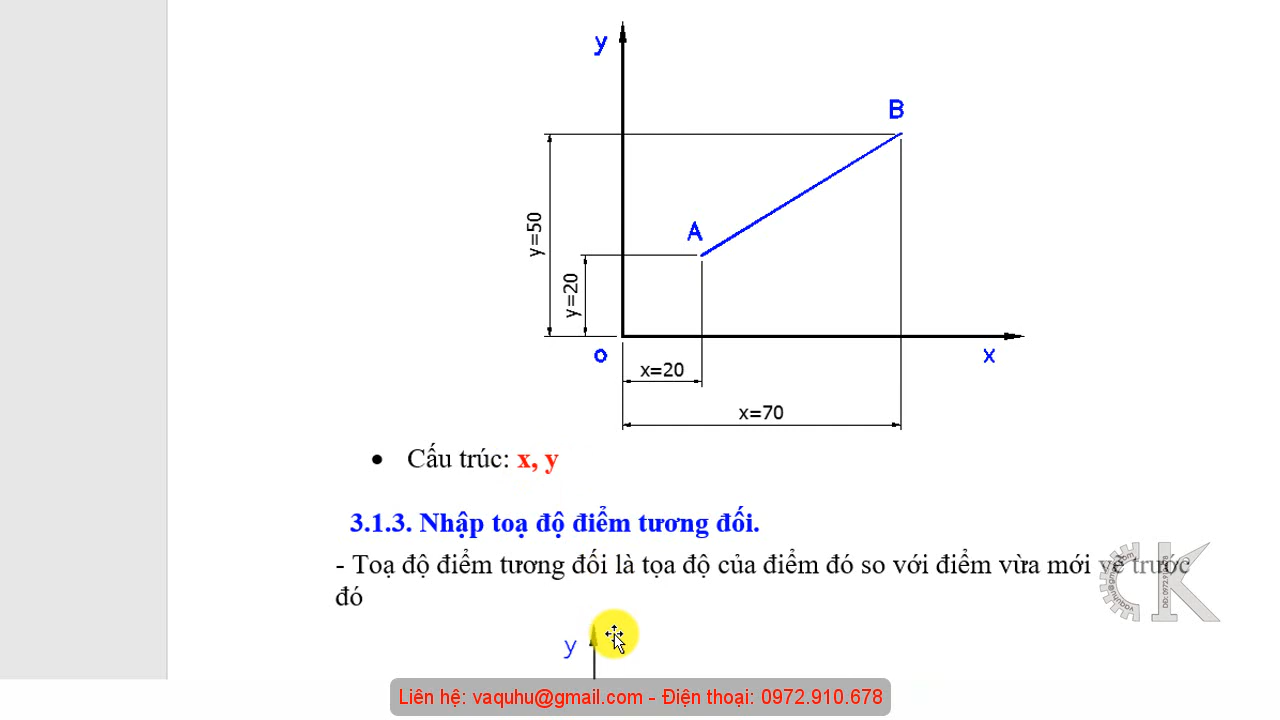 y
B
A
y=50
y=20
o
x
x=20
x=70
• Cấu trúc: x, y
3.1.3. Nhập toạ độ điểm tương đối.
- Toạ độ điểm tương đối là tọa độ của điểm đó so với điểm vừa mới vẽ trước
đó
y
CK
Liên hệ: vaquhu@gmail.com - Điện thoại: 0972.910.678